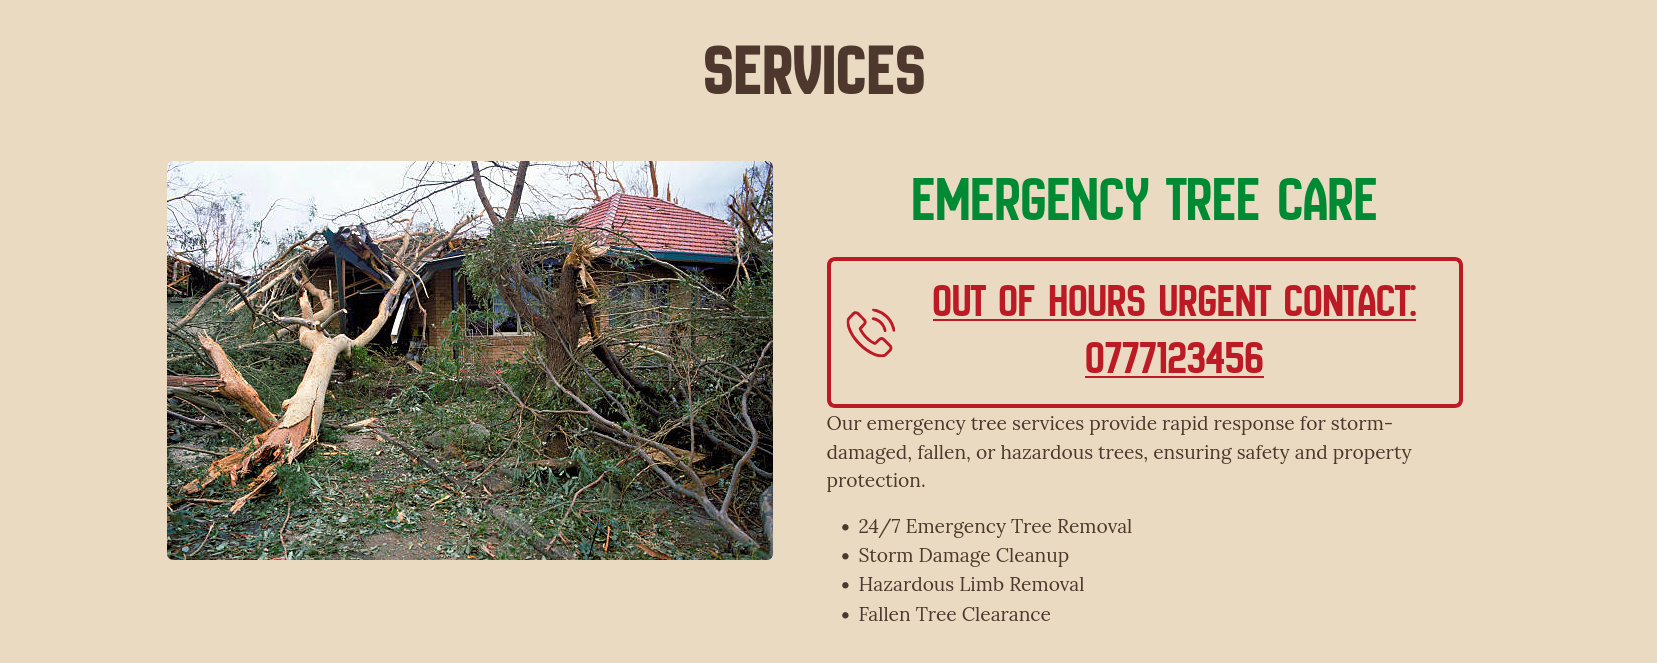 SERVICES
EMERGENCY TREE CARE
OUT OF HOURS URGENT CONTACT:
0777123456
Our emergency tree services provide rapid response for storm-
damaged, fallen, or hazardous trees, ensuring safety and property
protection.
• 24/7 Emergency Tree Removal
• Storm Damage Cleanup
• Hazardous Limb Removal
• Fallen Tree Clearance